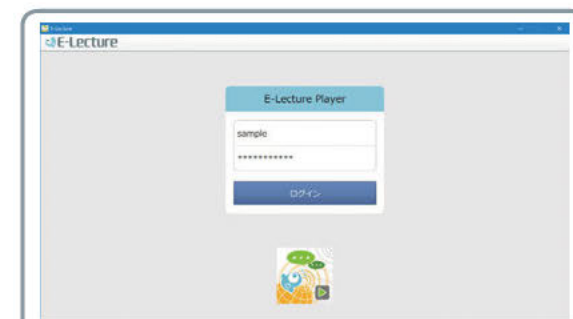 E-Lecture
E-Lecture
E-Lecture Player
sample
***********
ログイン